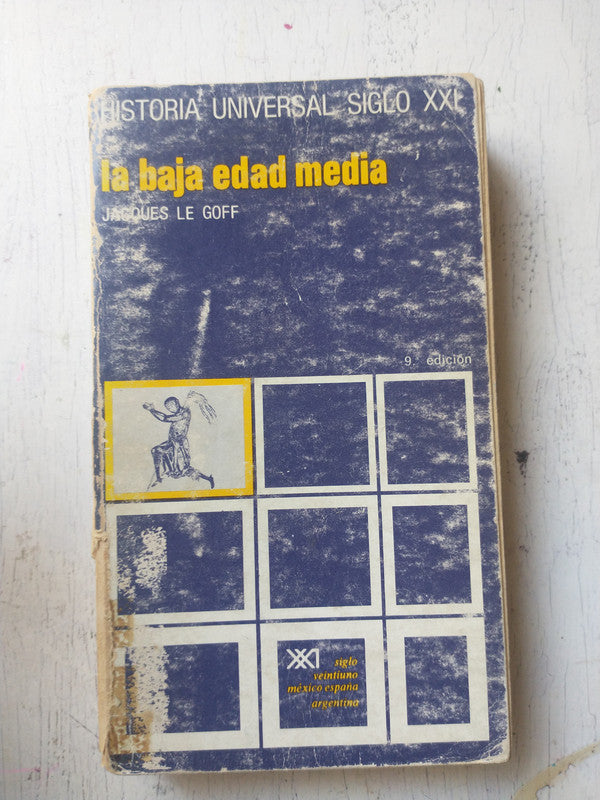 HISTORIA UNIVERSAL SIGLO XXI
la baja edad media
JACQUES LE GOFF
9. edición
siglo
veintiuno
méxico españa
argentina